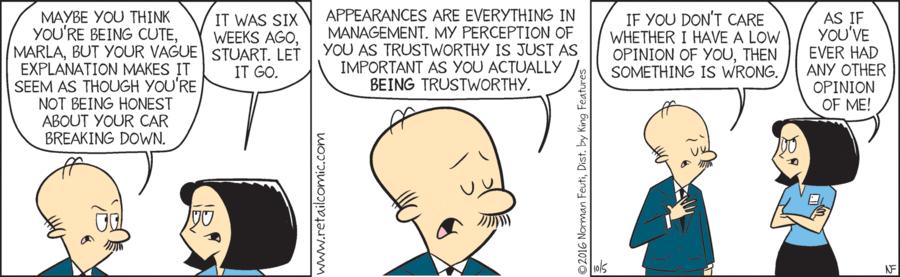 MAYBE YOU THINK
YOU'RE BEING CUTE,
MARLA, BUT YOUR VAGUE
EXPLANATION MAKES IT
SEEM AS THOUGH YOU'RE
NOT BEING HONEST
ABOUT YOUR CAR
BREAKING DOWN.
IT WAS SIX
WEEKS AGO,
STUART. LET
IT GO.
www.retailcomic.com
APPEARANCES ARE EVERYTHING IN
MANAGEMENT. MY PERCEPTION OF
YOU AS TRUSTWORTHY IS JUST AS
IMPORTANT AS YOU ACTUALLY
BEING TRUSTWORTHY.
©2016 Norman Feuti, Dist. by King Features
IF YOU DON'T CARE
WHETHER I HAVE A LOW
OPINION OF YOU, THEN
SOMETHING IS WRONG.
AS IF
YOU'VE
EVER HAD
ANY OTHER
OPINION
OF ME!
10/5
NF